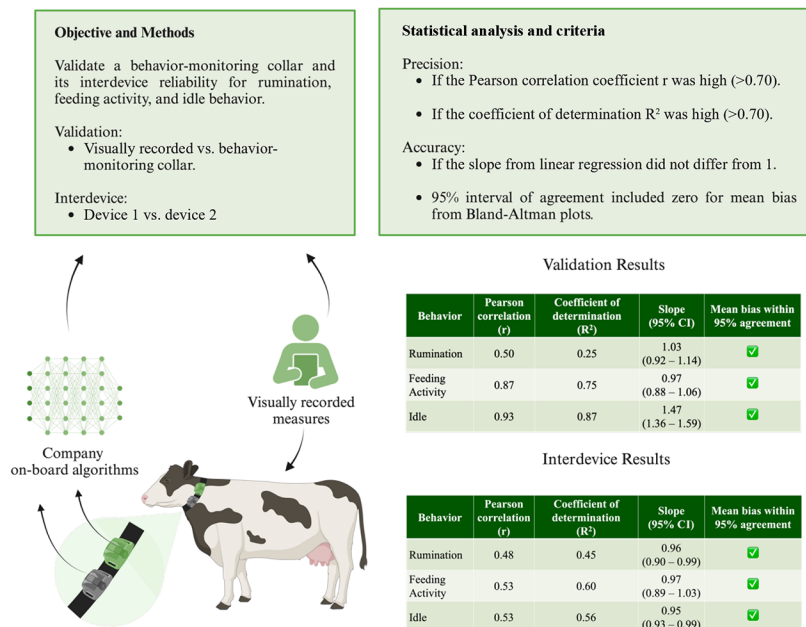 Objective and Methods
Validate a behavior-monitoring collar and
its interdevice reliability for rumination,
feeding activity, and idle behavior.
Validation:
• Visually recorded vs. behavior-
monitoring collar.
Interdevice:
• Device 1 vs. device 2
Statistical analysis and criteria
Precision:
• If the Pearson correlation coefficient r was high (>0.70).
• If the coefficient of determination R² was high (>0.70).
Accuracy:
• If the slope from linear regression did not differ from 1.
• 95% interval of agreement included zero for mean bias
from Bland-Altman plots.
Company
on-board algorithms
Visually recorded
measures
Validation Results
Behavior Pearson correlation (r) Coefficient of determination (R²) Slope (95% CI) Mean bias within 95% agreement
Rumination 0.50 0.25 1.03 (0.92 – 1.14) ✅
Feeding Activity 0.87 0.75 0.97 (0.88 – 1.06) ✅
Idle 0.93 0.87 1.47 (1.36 – 1.59) ✅
Interdevice Results
Behavior Pearson correlation (r) Coefficient of determination (R²) Slope (95% CI) Mean bias within 95% agreement
Rumination 0.48 0.45 0.96 (0.90 – 0.99) ✅
Feeding Activity 0.53 0.60 0.97 (0.89 – 1.03) ✅
Idle 0.53 0.56 0.95 (0.93 – 0.99) ✅